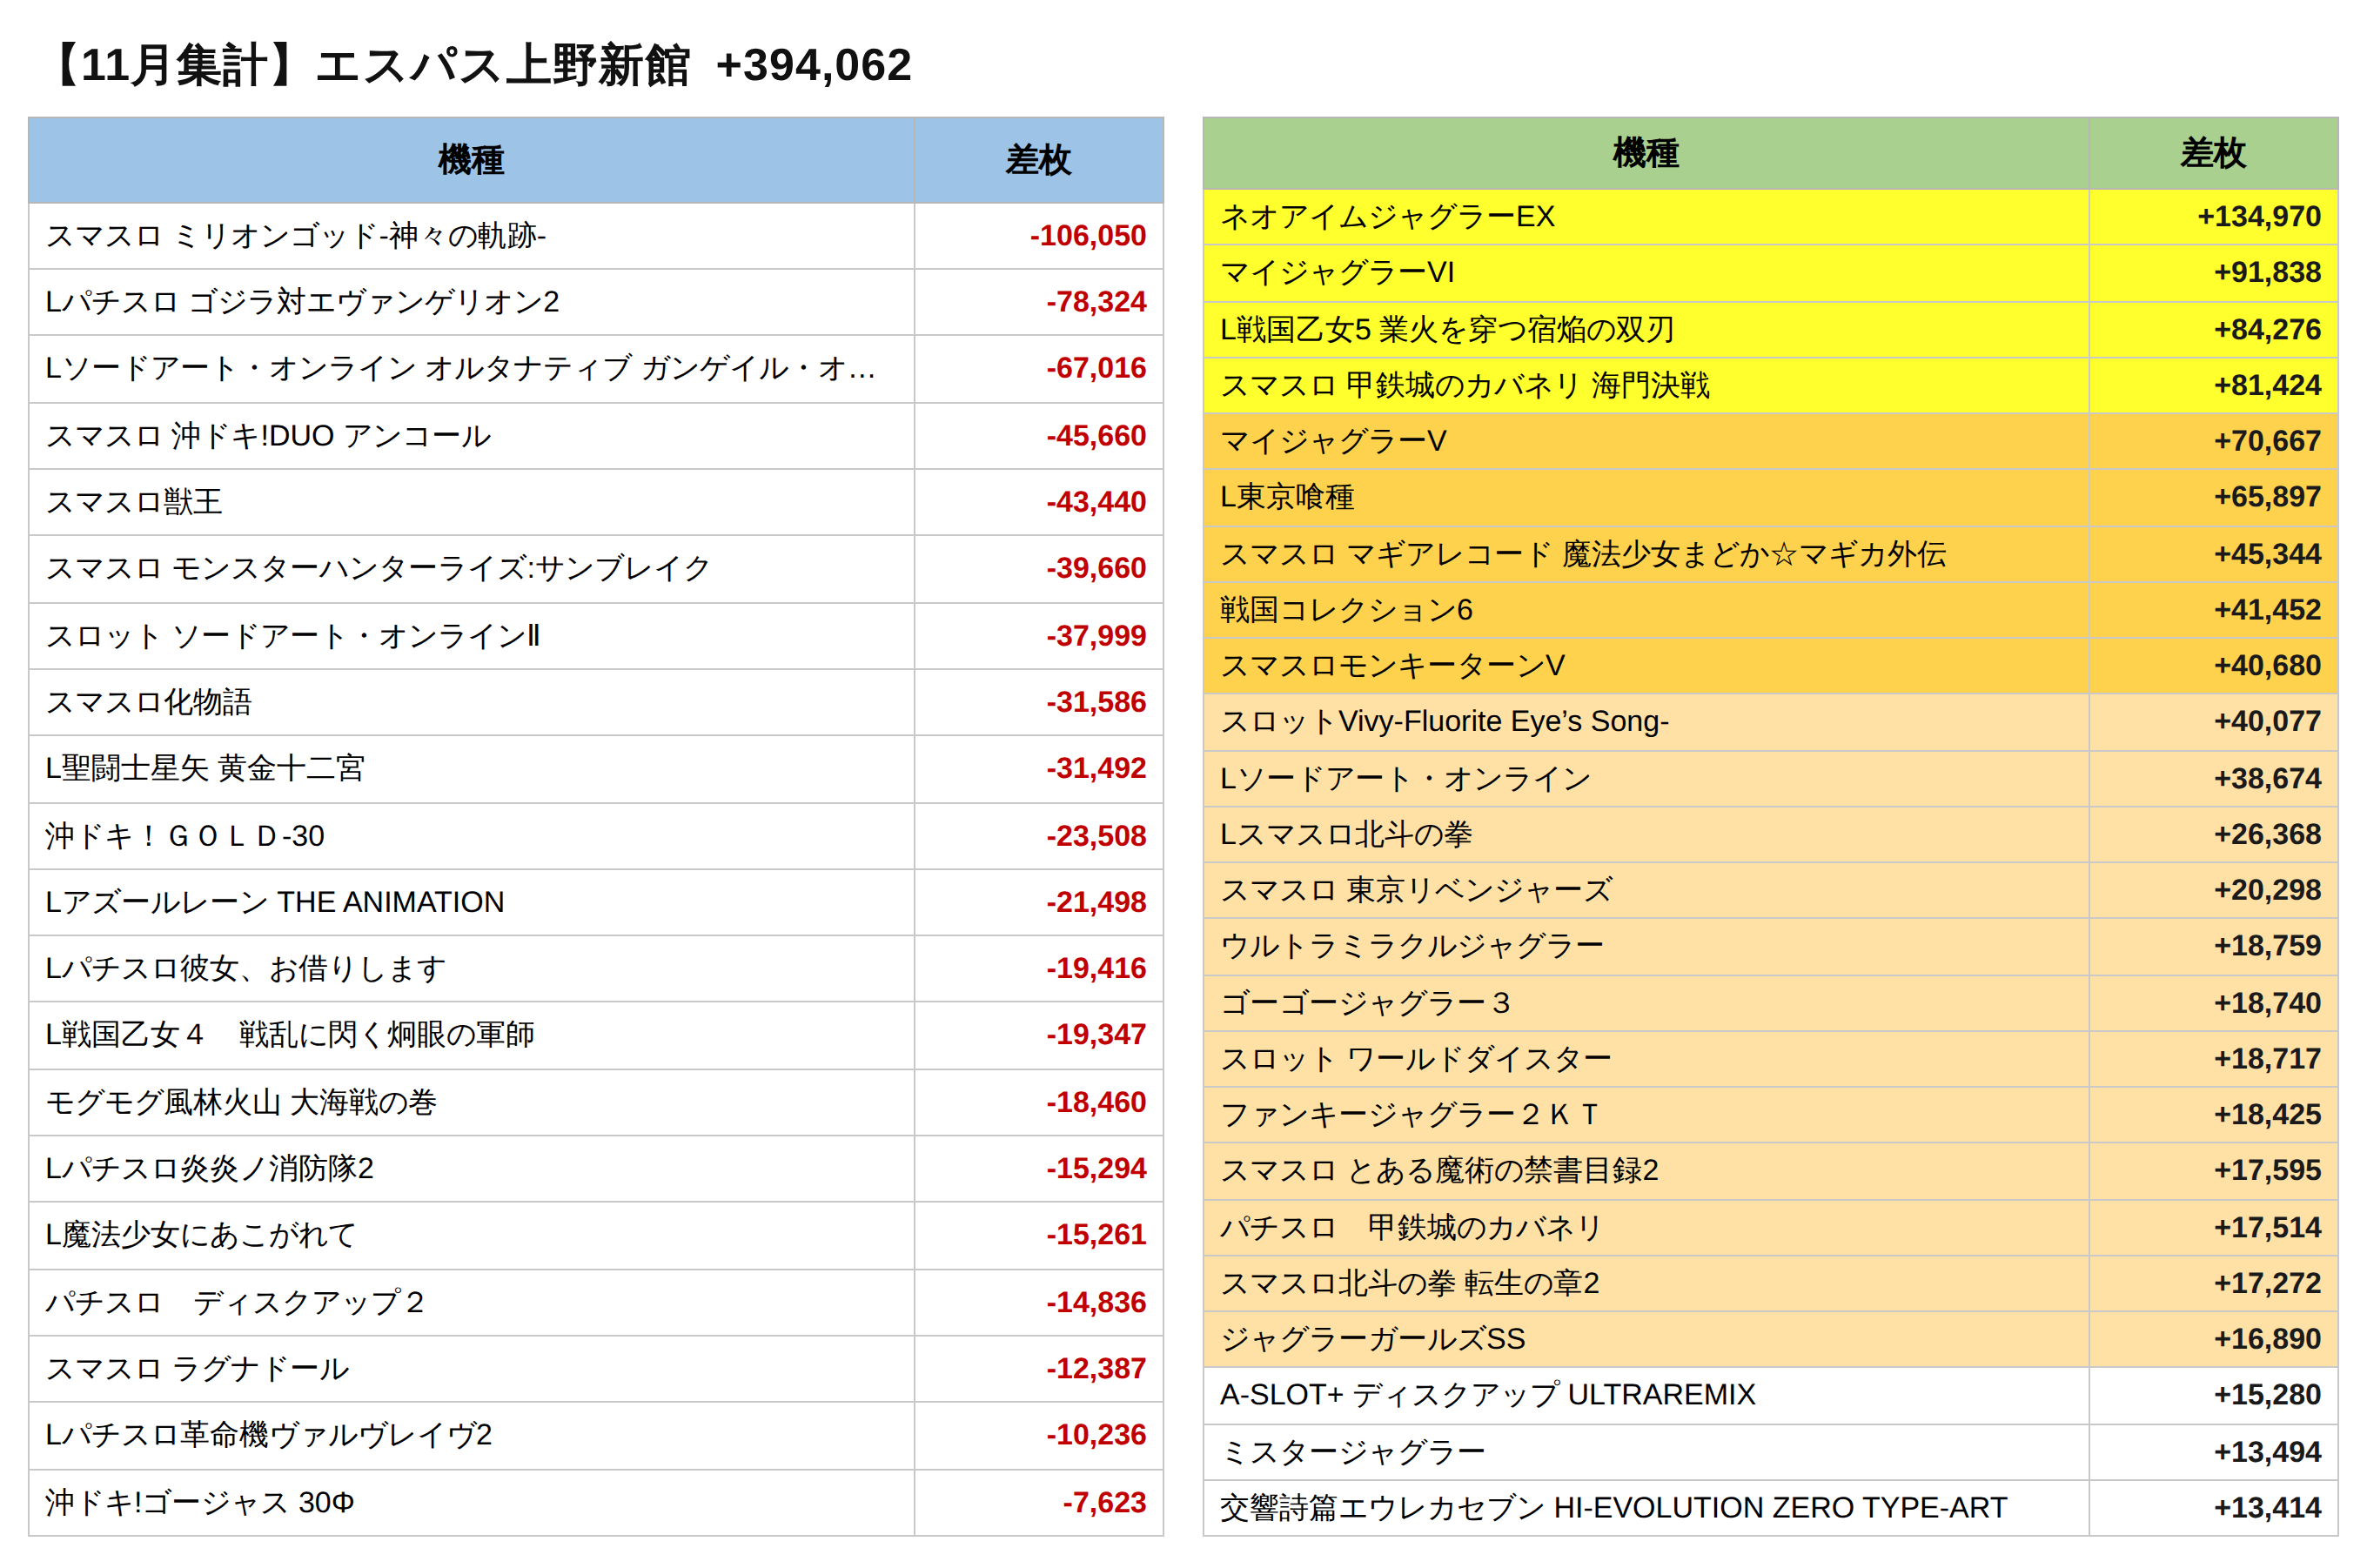 【11月集計】エスパス上野新館 +394,062
機種 差枚
スマスロ ミリオンゴッド-神々の軌跡- -106,050
Lパチスロ ゴジラ対エヴァンゲリオン2 -78,324
Lソードアート・オンライン オルタナティブ ガンゲイル・オ… -67,016
スマスロ 沖ドキ!DUO アンコール -45,660
スマスロ獣王 -43,440
スマスロ モンスターハンターライズ:サンブレイク -39,660
スロット ソードアート・オンラインⅡ -37,999
スマスロ化物語 -31,586
L聖闘士星矢 黄金十二宮 -31,492
沖ドキ！ＧＯＬＤ-30 -23,508
Lアズールレーン THE ANIMATION -21,498
Lパチスロ彼女、お借りします -19,416
L戦国乙女４　戦乱に閃く炯眼の軍師 -19,347
モグモグ風林火山 大海戦の巻 -18,460
Lパチスロ炎炎ノ消防隊2 -15,294
L魔法少女にあこがれて -15,261
パチスロ　ディスクアップ２ -14,836
スマスロ ラグナドール -12,387
Lパチスロ革命機ヴァルヴレイヴ2 -10,236
沖ドキ!ゴージャス 30Φ -7,623
機種 差枚
ネオアイムジャグラーEX +134,970
マイジャグラーVI +91,838
L戦国乙女5 業火を穿つ宿焔の双刃 +84,276
スマスロ 甲鉄城のカバネリ 海門決戦 +81,424
マイジャグラーV +70,667
L東京喰種 +65,897
スマスロ マギアレコード 魔法少女まどか☆マギカ外伝 +45,344
戦国コレクション6 +41,452
スマスロモンキーターンV +40,680
スロットVivy-Fluorite Eye’s Song- +40,077
Lソードアート・オンライン +38,674
Lスマスロ北斗の拳 +26,368
スマスロ 東京リベンジャーズ +20,298
ウルトラミラクルジャグラー +18,759
ゴーゴージャグラー３ +18,740
スロット ワールドダイスター +18,717
ファンキージャグラー２ＫＴ +18,425
スマスロ とある魔術の禁書目録2 +17,595
パチスロ　甲鉄城のカバネリ +17,514
スマスロ北斗の拳 転生の章2 +17,272
ジャグラーガールズSS +16,890
A-SLOT+ ディスクアップ ULTRAREMIX +15,280
ミスタージャグラー +13,494
交響詩篇エウレカセブン HI-EVOLUTION ZERO TYPE-ART +13,414